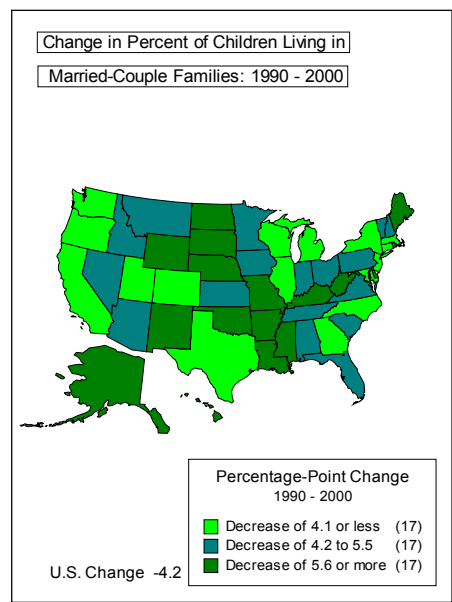 Change in Percent of Children Living in
Married-Couple Families: 1990 - 2000
Percentage-Point Change
1990 - 2000
Decrease of 4.1 or less (17)
Decrease of 4.2 to 5.5 (17)
Decrease of 5.6 or more (17)
U.S. Change -4.2